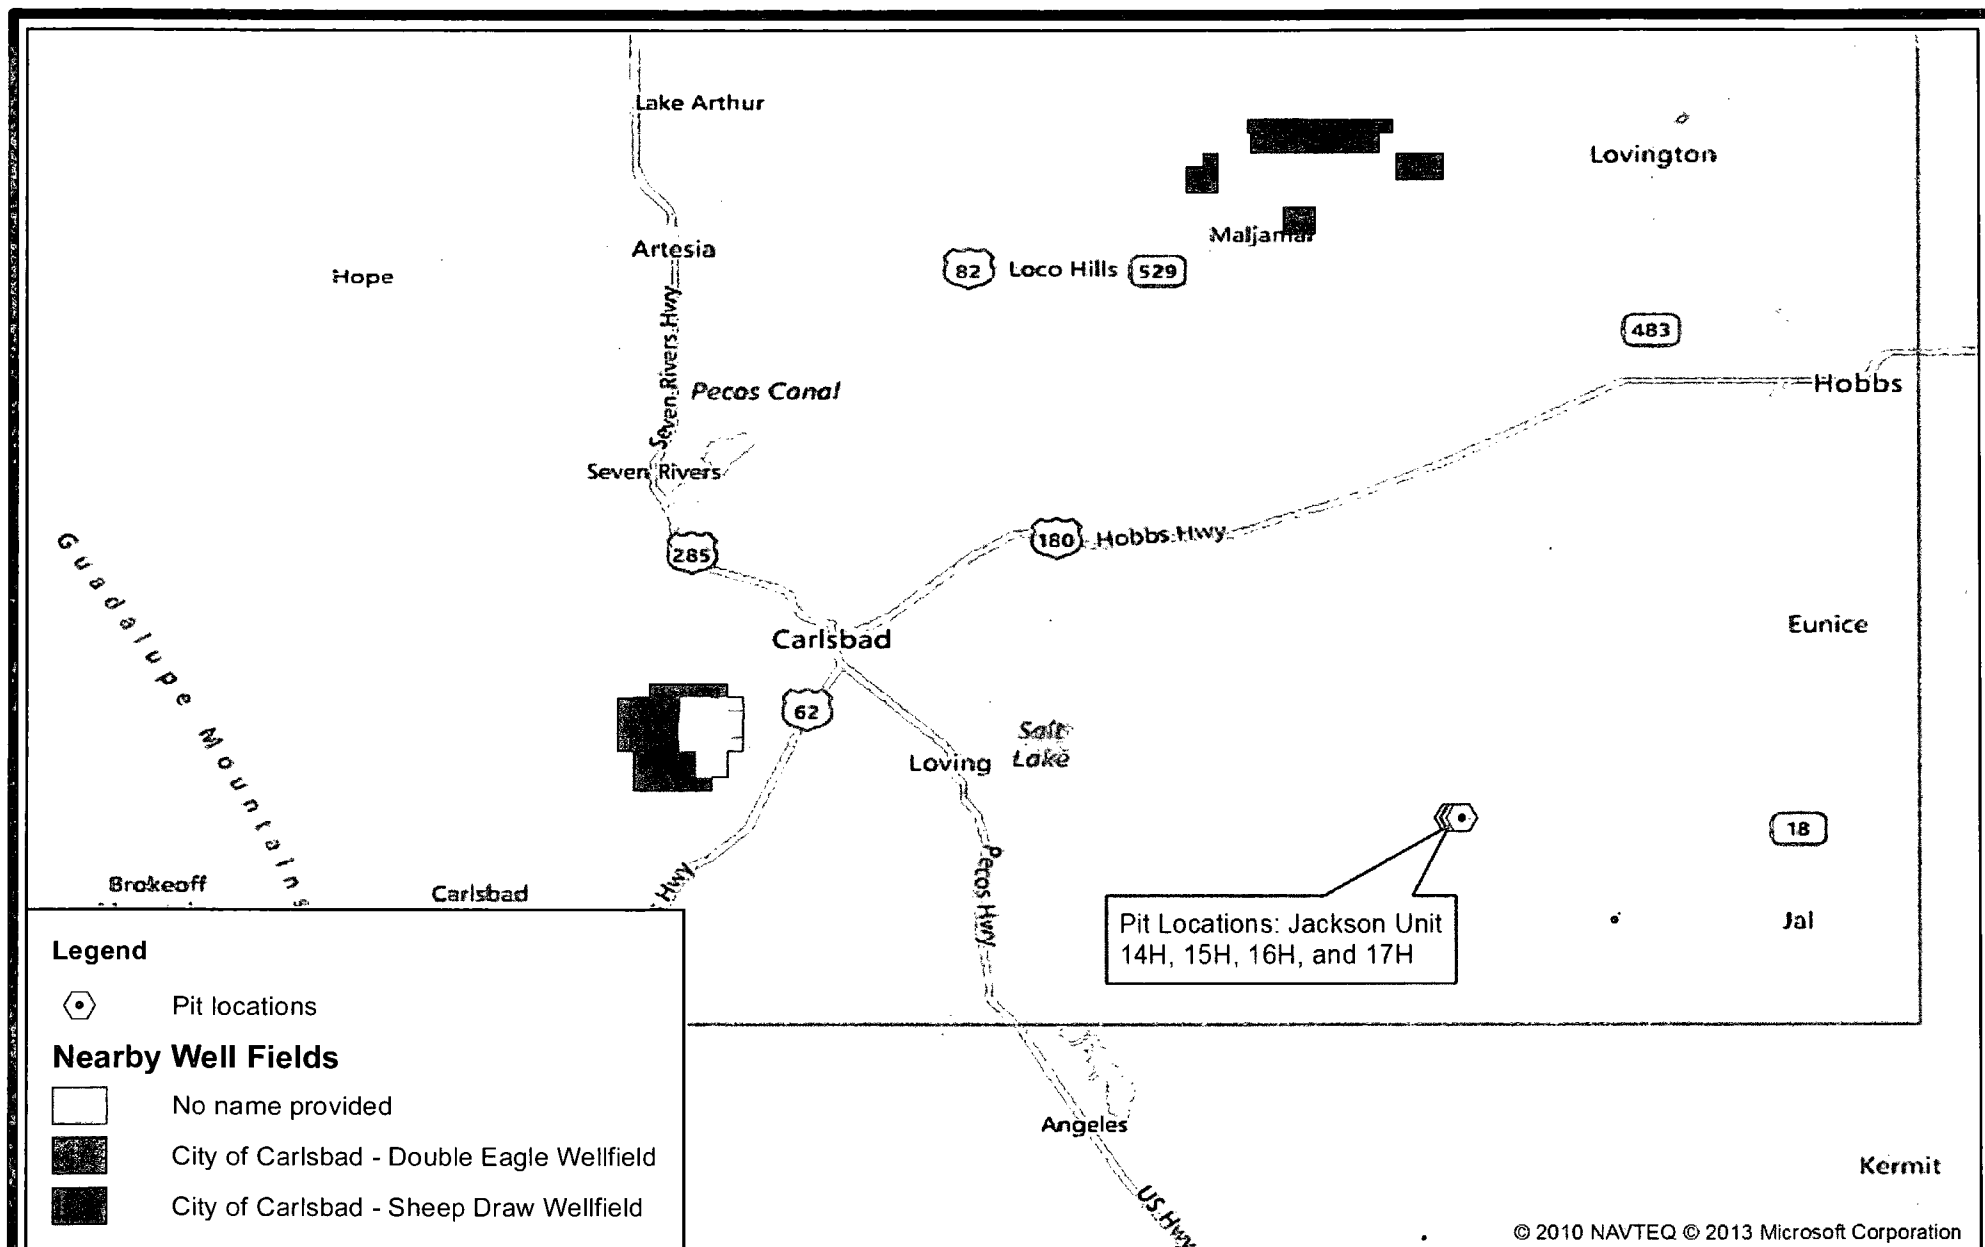 Lake Arthur
Lovington
Maljamar
Artesia
Hope
82
Loco Hills
529
483
Seven Rivers Hwy
Pecos Canal
Hobbs
Seven Rivers
285
180
Hobbs Hwy
Guadalupe Mountains
Carlsbad
Eunice
62
Salt
Lake
Loving
18
Pecos Hwy
Brokeoff
Carlsbad
Hwy
Pit Locations: Jackson Unit
14H, 15H, 16H, and 17H
Jal
Legend
Pit locations
Nearby Well Fields
No name provided
City of Carlsbad - Double Eagle Wellfield
City of Carlsbad - Sheep Draw Wellfield
Angeles
Kermit
US Hwy
© 2010 NAVTEQ © 2013 Microsoft Corporation